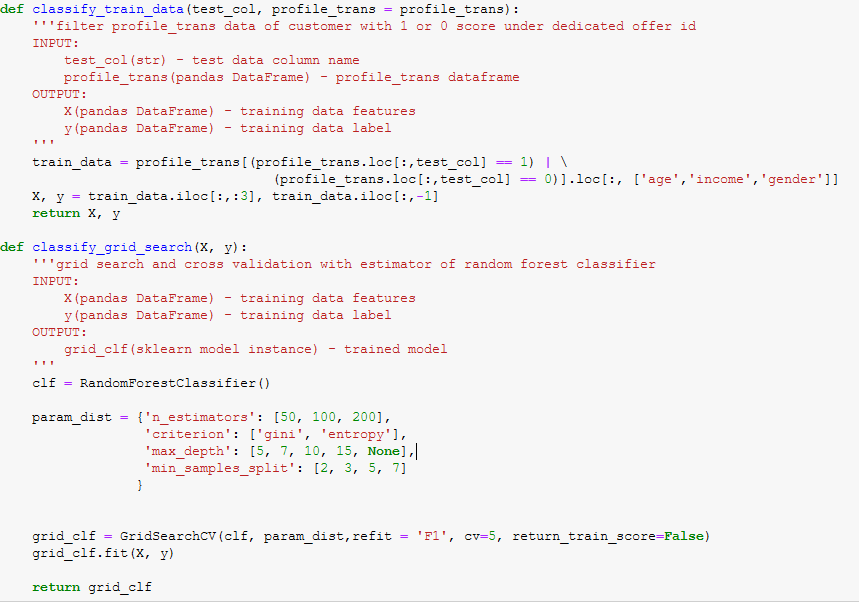 def classify_train_data(test_col, profile_trans = profile_trans):
    '''filter profile_trans data of customer with 1 or 0 score under dedicated offer id
    INPUT:
        test_col(str) - test data column name
        profile_trans(pandas DataFrame) - profile_trans dataframe
    OUTPUT:
        X(pandas DataFrame) - training data features
        y(pandas DataFrame) - training data label
    '''
    train_data = profile_trans[(profile_trans.loc[:,test_col] == 1) | \
                               (profile_trans.loc[:,test_col] == 0)].loc[:, ['age','income','gender']]
    X, y = train_data.iloc[:,:3], train_data.iloc[:,-1]
    return X, y

def classify_grid_search(X, y):
    '''grid search and cross validation with estimator of random forest classifier
    INPUT:
        X(pandas DataFrame) - training data features
        y(pandas DataFrame) - training data label
    OUTPUT:
        grid_clf(sklearn model instance) - trained model
    '''
    clf = RandomForestClassifier()

    param_dist = {'n_estimators': [50, 100, 200],
                  'criterion': ['gini', 'entropy'],
                  'max_depth': [5, 7, 10, 15, None],
                  'min_samples_split': [2, 3, 5, 7]
                 }


    grid_clf = GridSearchCV(clf, param_dist,refit = 'F1', cv=5, return_train_score=False)
    grid_clf.fit(X, y)

    return grid_clf